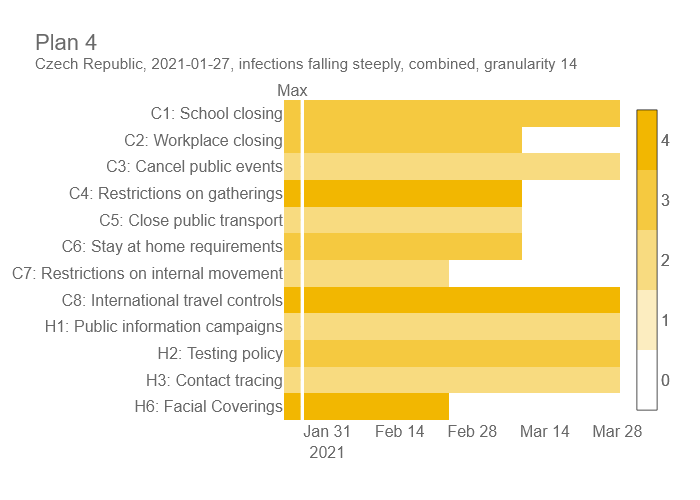 Plan 4
Czech Republic, 2021-01-27, infections falling steeply, combined, granularity 14
Max
C1: School closing
C2: Workplace closing
C3: Cancel public events
C4: Restrictions on gatherings
C5: Close public transport
C6: Stay at home requirements
C7: Restrictions on internal movement
C8: International travel controls
H1: Public information campaigns
H2: Testing policy
H3: Contact tracing
H6: Facial Coverings
4
3
2
1
0
Jan 31 Feb 14 Feb 28 Mar 14 Mar 28
2021